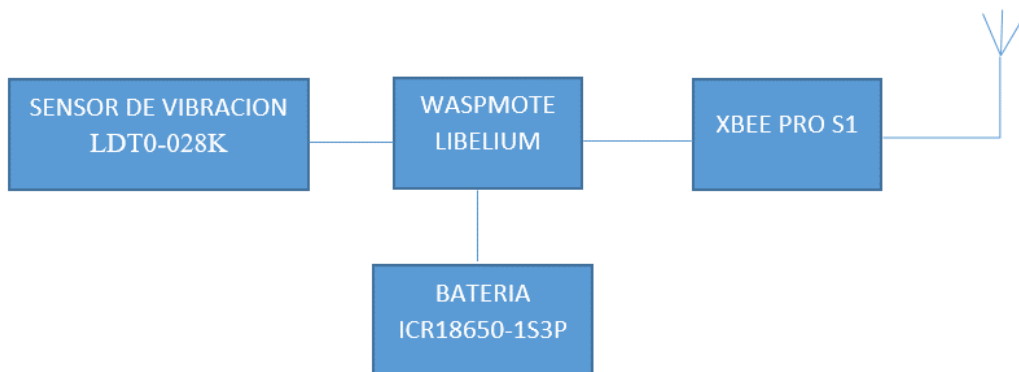 SENSOR DE VIBRACION
LDT0-028K
WASPMOTE
LIBELIUM
XBEE PRO S1
BATERIA
ICR18650-1S3P